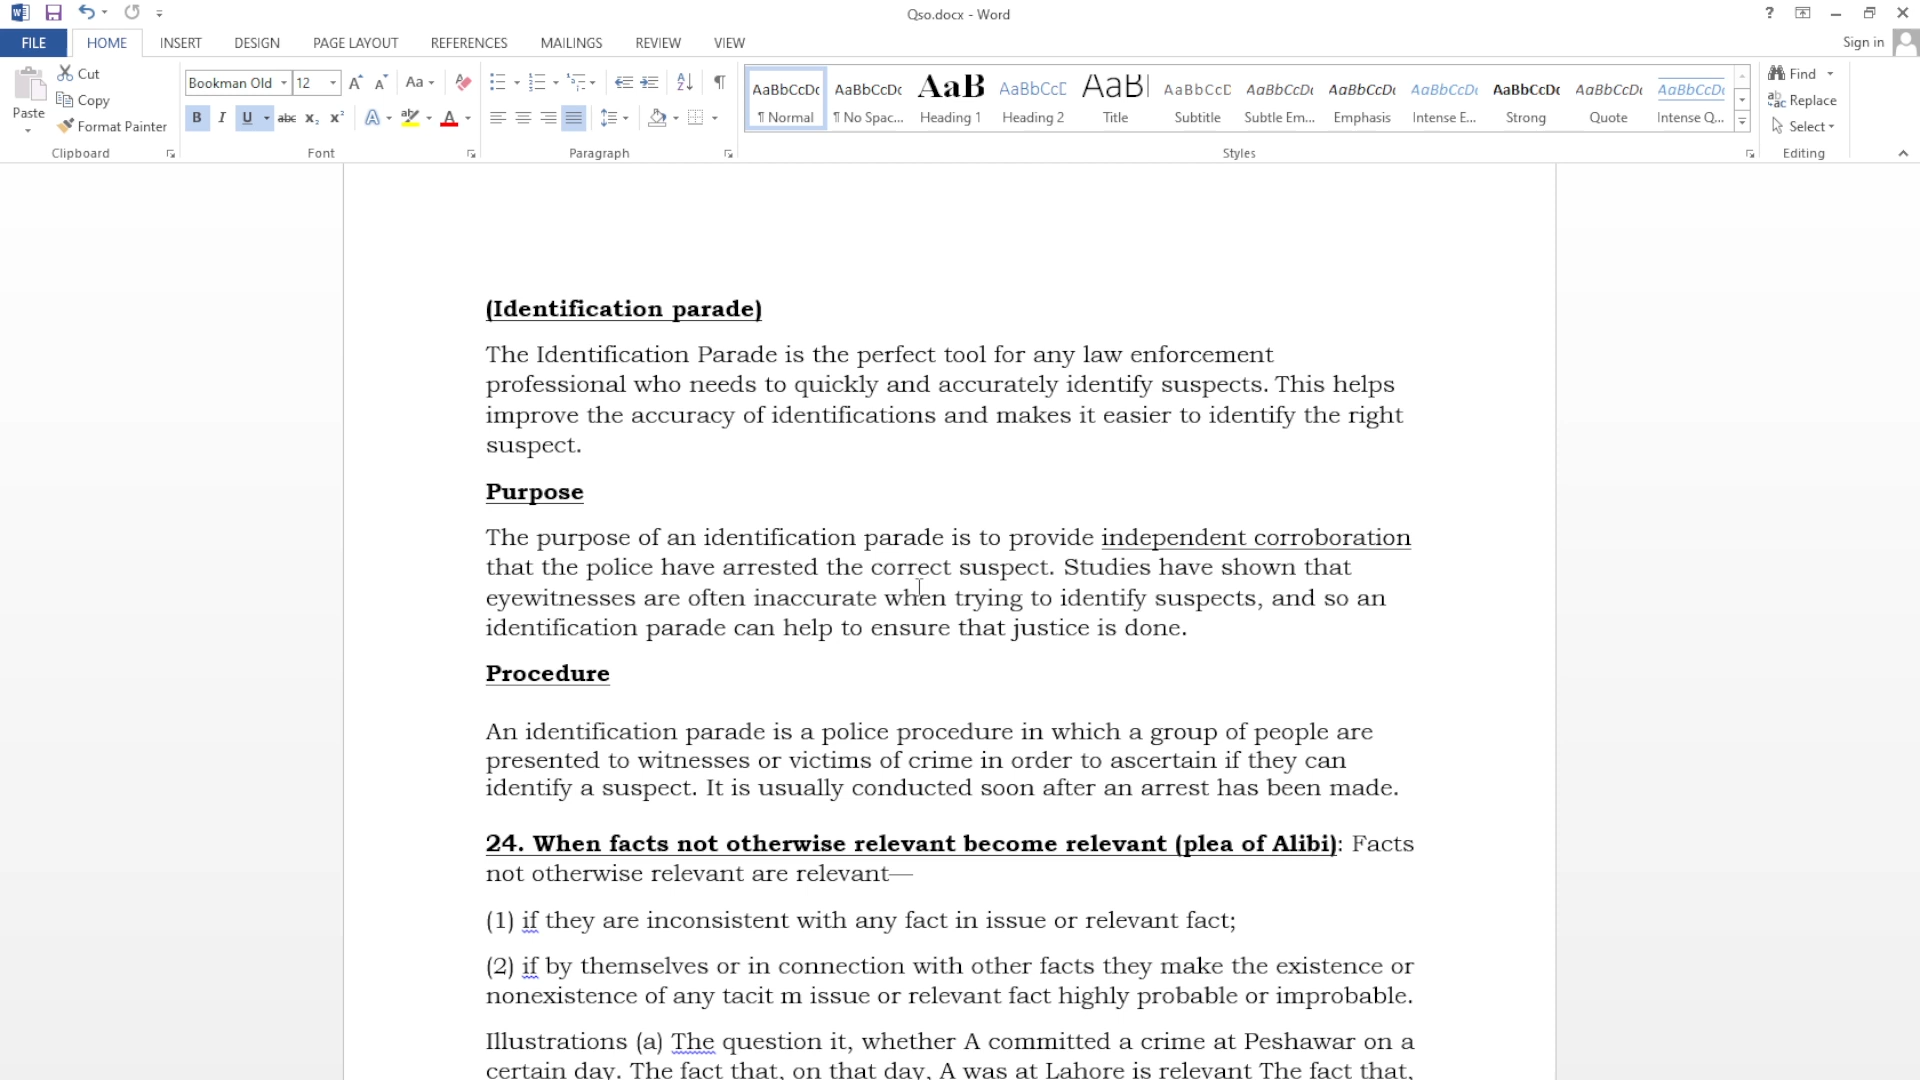 Qso.docx - Word
?
FILE HOME INSERT DESIGN PAGE LAYOUT REFERENCES MAILINGS REVIEW VIEW Sign in
Cut
Copy
Format Painter
Paste
Clipboard
Bookman Old 12
Aa
B I U abc x₂ x² A ab A
Font
Paragraph
AaBbCcDc AaBbCcDc AaB AaBbCcC AaB AaBbCcD AaBbCcDc AaBbCcDc AaBbCcDc AaBbCcDc AaBbCcDc AaBbCcDc
¶ Normal ¶ No Spac... Heading 1 Heading 2 Title Subtitle Subtle Em... Emphasis Intense E... Strong Quote Intense Q...
Styles
Find
Replace
Select
Editing
(Identification parade)
The Identification Parade is the perfect tool for any law enforcement
professional who needs to quickly and accurately identify suspects. This helps
improve the accuracy of identifications and makes it easier to identify the right
suspect.
Purpose
The purpose of an identification parade is to provide independent corroboration
that the police have arrested the correct suspect. Studies have shown that
eyewitnesses are often inaccurate when trying to identify suspects, and so an
identification parade can help to ensure that justice is done.
Procedure
An identification parade is a police procedure in which a group of people are
presented to witnesses or victims of crime in order to ascertain if they can
identify a suspect. It is usually conducted soon after an arrest has been made.
24. When facts not otherwise relevant become relevant (plea of Alibi): Facts
not otherwise relevant are relevant—
(1) if they are inconsistent with any fact in issue or relevant fact;
(2) if by themselves or in connection with other facts they make the existence or
nonexistence of any tacit m issue or relevant fact highly probable or improbable.
Illustrations (a) The question it, whether A committed a crime at Peshawar on a
certain day. The fact that, on that day, A was at Lahore is relevant The fact that,